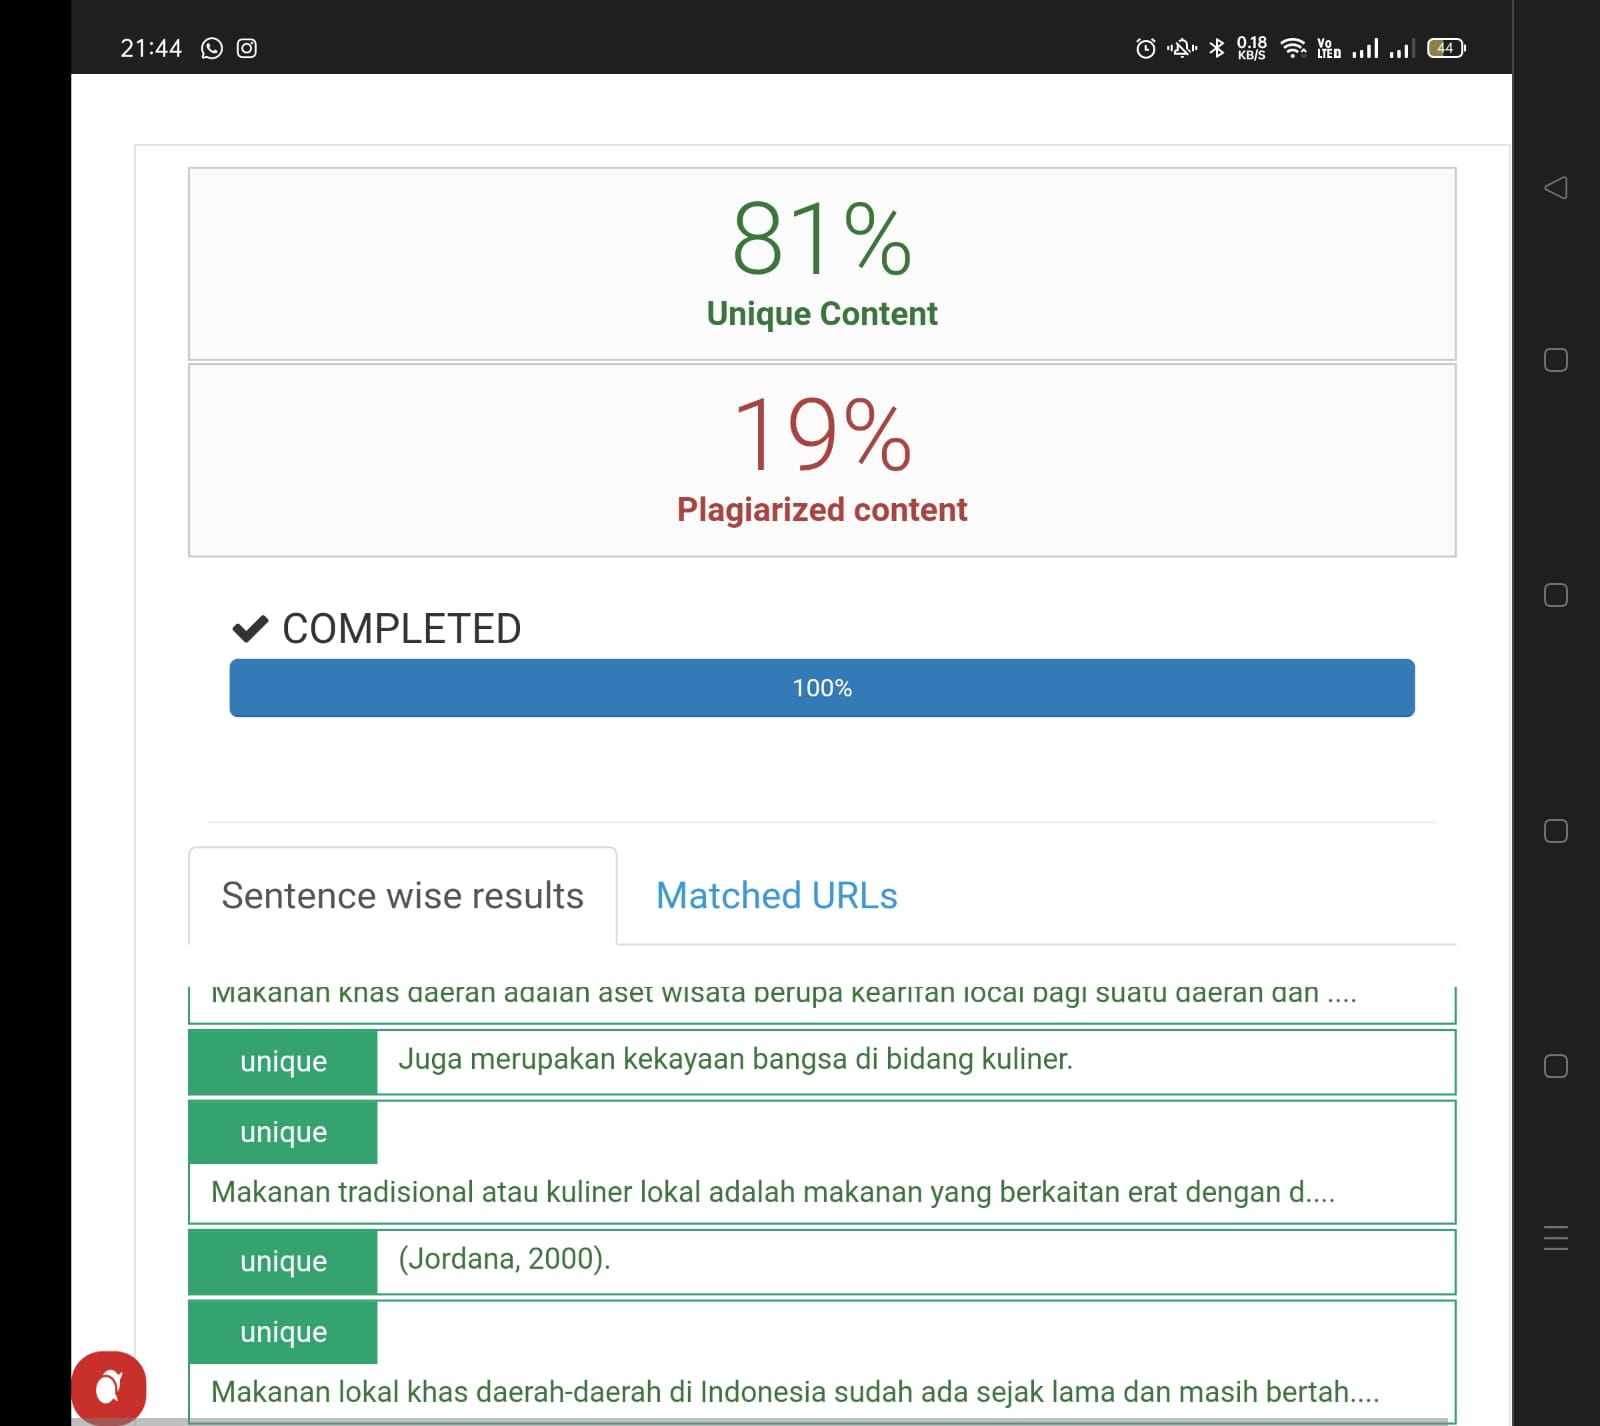 21:44
0.18 KB/S
Vo LTED
44
81%
Unique Content
19%
Plagiarized content
COMPLETED
100%
Sentence wise results
Matched URLs
Makanan khas daerah adalah aset wisata berupa kearifan local bagi suatu daerah dan ....
unique
Juga merupakan kekayaan bangsa di bidang kuliner.
unique
Makanan tradisional atau kuliner lokal adalah makanan yang berkaitan erat dengan d....
unique
(Jordana, 2000).
unique
Makanan lokal khas daerah-daerah di Indonesia sudah ada sejak lama dan masih bertah....